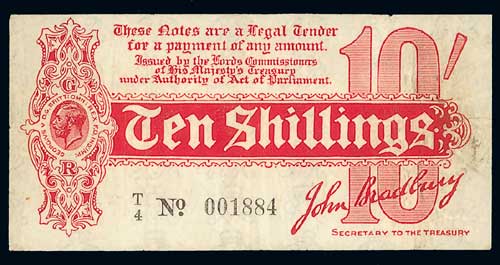 These Notes are a Legal Tender
for a payment of any amount.
Issued by the Lords Commissioners
of His Majesty's Treasury
under Authority of Act of Parliament.
10/
G
R
Ten Shillings
T/4 No 001884
John Bradbury
10
SECRETARY TO THE TREASURY